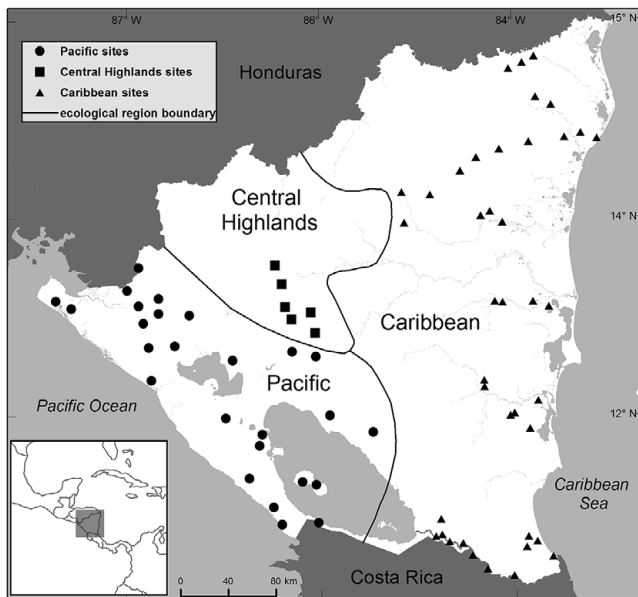 87° W
86° W
84° W
15° N
Pacific sites
Central Highlands sites
Caribbean sites
ecological region boundary
Honduras
Central
Highlands
14° N
Caribbean
Pacific
Pacific Ocean
12° N
Caribbean
Sea
Costa Rica
0 20 40 80 km